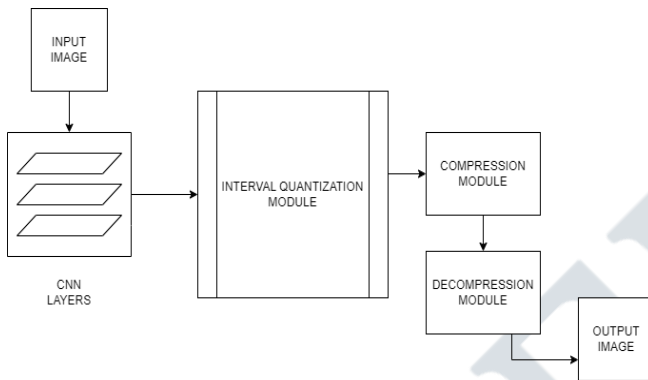 INPUT
IMAGE
CNN
LAYERS
INTERVAL QUANTIZATION
MODULE
COMPRESSION
MODULE
DECOMPRESSION
MODULE
OUTPUT
IMAGE